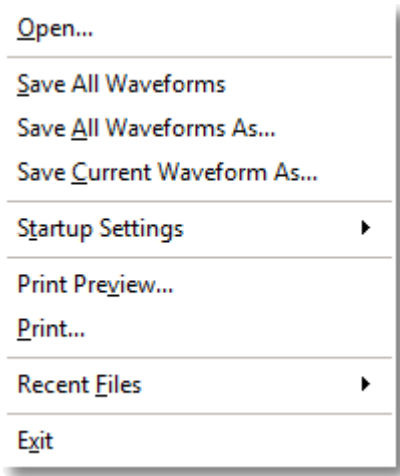 Open...
Save All Waveforms
Save All Waveforms As...
Save Current Waveform As...
Startup Settings
Print Preview...
Print...
Recent Files
Exit